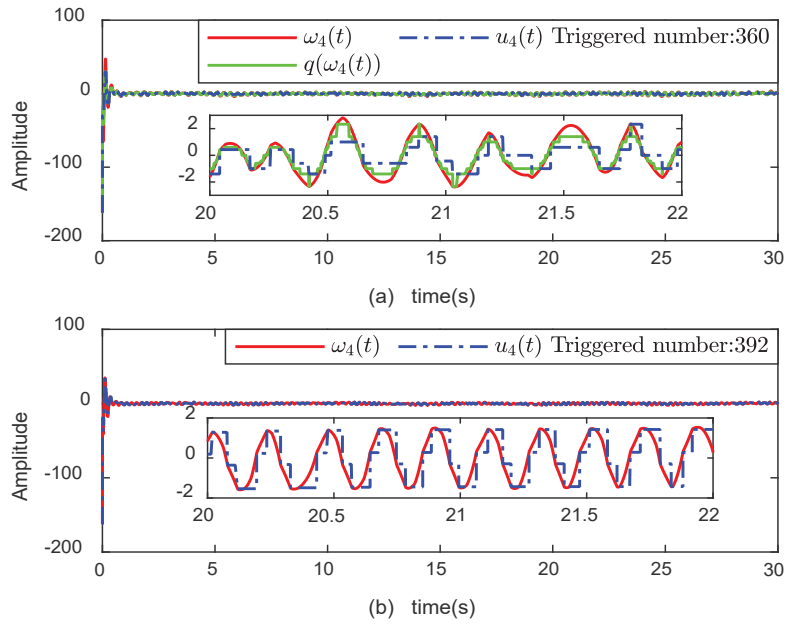 100
ω₄(t) u₄(t) Triggered number:360
q(ω₄(t))
0
2
0
-2
20 20.5 21 21.5 22
-100
-200
Amplitude
0 5 10 15 20 25 30
(a) time(s)
100
ω₄(t) u₄(t) Triggered number:392
0
2
0
-2
20 20.5 21 21.5 22
-100
-200
Amplitude
0 5 10 15 20 25 30
(b) time(s)